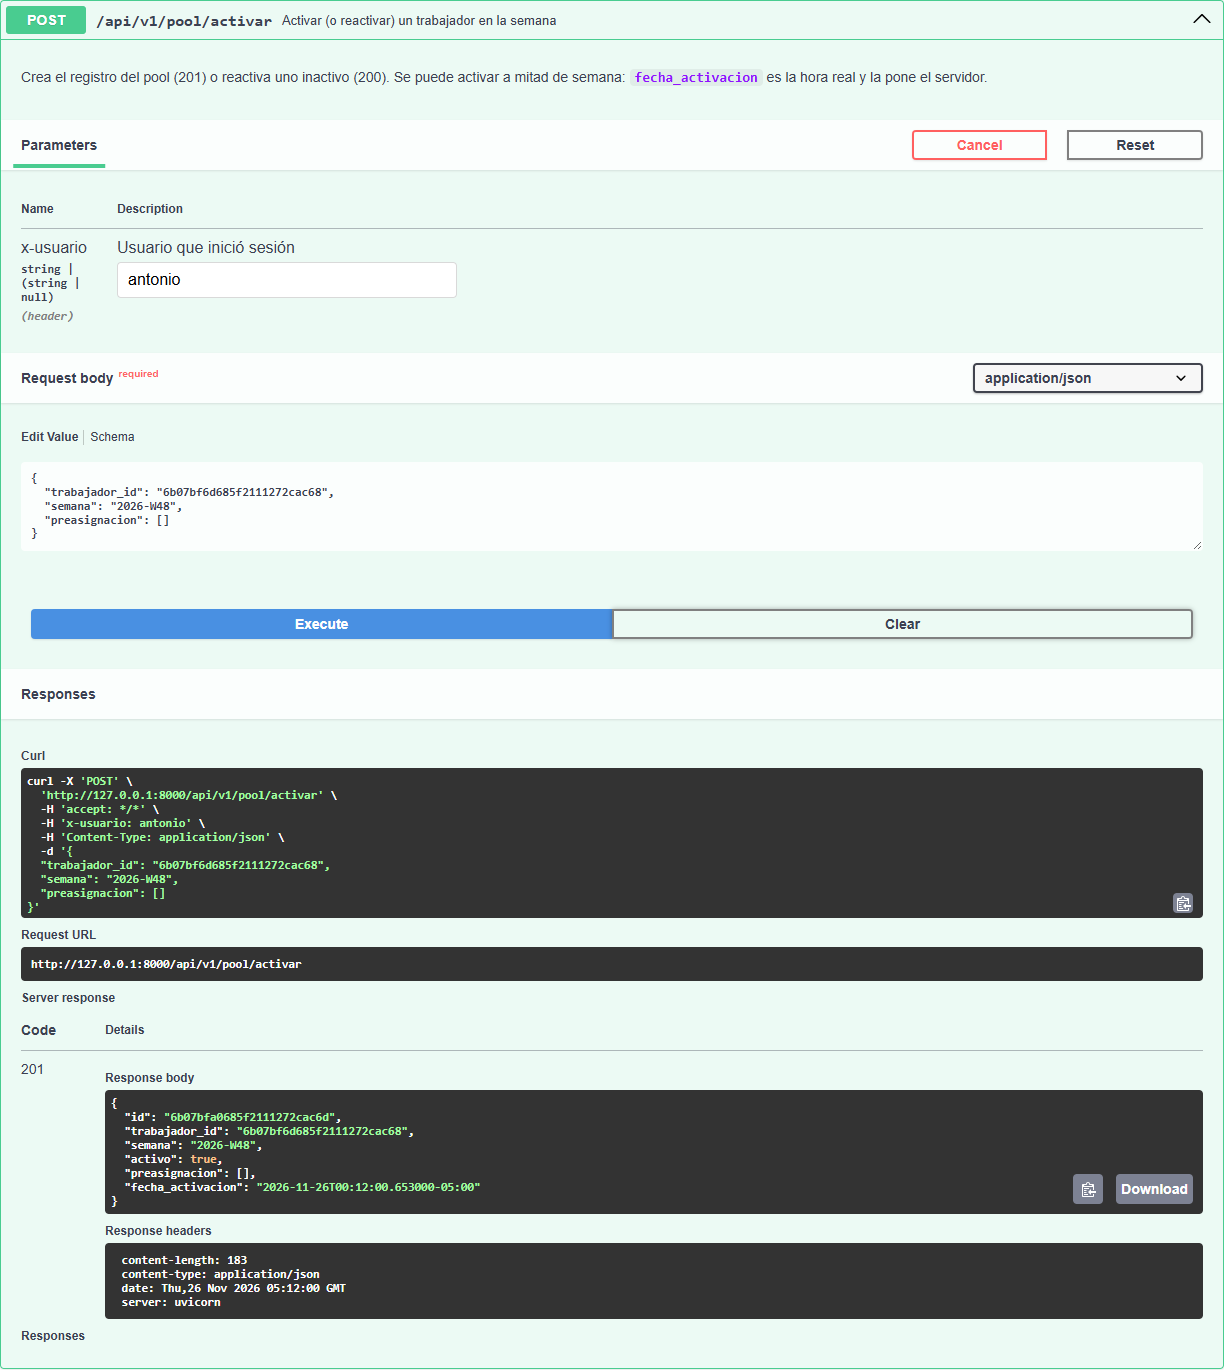 POST /api/v1/pool/activar Activar (o reactivar) un trabajador en la semana
Crea el registro del pool (201) o reactiva uno inactivo (200). Se puede activar a mitad de semana: fecha_activacion es la hora real y la pone el servidor.
Parameters
Cancel
Reset
Name Description
x-usuario
string |
(string |
null)
(header)
Usuario que inició sesión
antonio
Request body required
application/json
Edit Value | Schema
{
  "trabajador_id": "6b07bf6d685f2111272cac68",
  "semana": "2026-W48",
  "preasignacion": []
}
Execute
Clear
Responses
Curl
curl -X 'POST' \
  'http://127.0.0.1:8000/api/v1/pool/activar' \
  -H 'accept: */*' \
  -H 'x-usuario: antonio' \
  -H 'Content-Type: application/json' \
  -d '{
  "trabajador_id": "6b07bf6d685f2111272cac68",
  "semana": "2026-W48",
  "preasignacion": []
}'
Request URL
http://127.0.0.1:8000/api/v1/pool/activar
Server response
Code Details
201
Response body
{
  "id": "6b07bfa0685f2111272cac6d",
  "trabajador_id": "6b07bf6d685f2111272cac68",
  "semana": "2026-W48",
  "activo": true,
  "preasignacion": [],
  "fecha_activacion": "2026-11-26T00:12:00.653000-05:00"
}
Download
Response headers
content-length: 183
content-type: application/json
date: Thu,26 Nov 2026 05:12:00 GMT
server: uvicorn
Responses